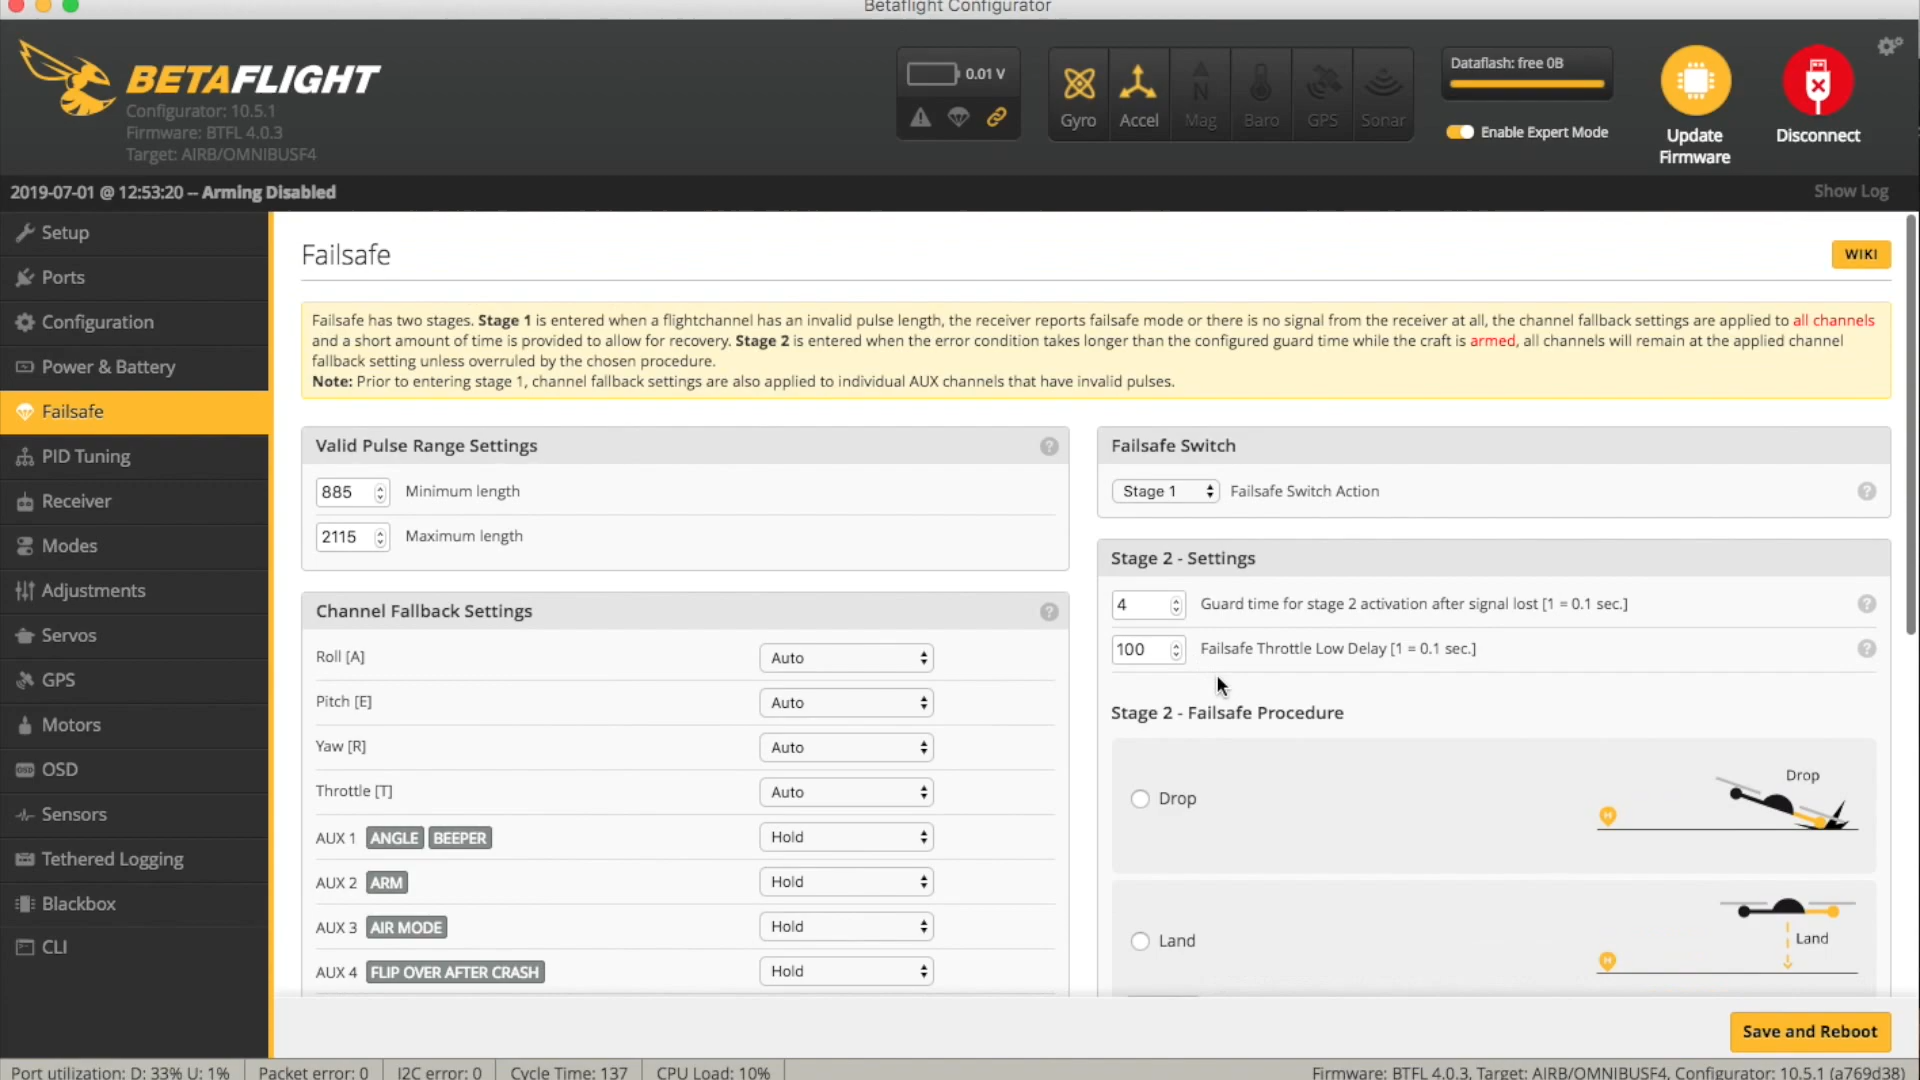 Betaflight Configurator
BETAFLIGHT
Configurator: 10.5.1
Firmware: BTFL 4.0.3
Target: AIRB/OMNIBUSF4
0.01 V
Gyro
Accel
Mag
Baro
GPS
Sonar
Dataflash: free 0B
Enable Expert Mode
Update
Firmware
Disconnect
2019-07-01 @ 12:53:20 -- Arming Disabled
Show Log
Setup
Ports
Configuration
Power & Battery
Failsafe
PID Tuning
Receiver
Modes
Adjustments
Servos
GPS
Motors
OSD
Sensors
Tethered Logging
Blackbox
CLI
Failsafe
WIKI
Failsafe has two stages. Stage 1 is entered when a flightchannel has an invalid pulse length, the receiver reports failsafe mode or there is no signal from the receiver at all, the channel fallback settings are applied to all channels
and a short amount of time is provided to allow for recovery. Stage 2 is entered when the error condition takes longer than the configured guard time while the craft is armed, all channels will remain at the applied channel
fallback setting unless overruled by the chosen procedure.
Note: Prior to entering stage 1, channel fallback settings are also applied to individual AUX channels that have invalid pulses.
Valid Pulse Range Settings
885 Minimum length
2115 Maximum length
Channel Fallback Settings
Roll [A] Auto
Pitch [E] Auto
Yaw [R] Auto
Throttle [T] Auto
AUX 1 ANGLE BEEPER Hold
AUX 2 ARM Hold
AUX 3 AIR MODE Hold
AUX 4 FLIP OVER AFTER CRASH Hold
Failsafe Switch
Stage 1 Failsafe Switch Action
Stage 2 - Settings
4 Guard time for stage 2 activation after signal lost [1 = 0.1 sec.]
100 Failsafe Throttle Low Delay [1 = 0.1 sec.]
Stage 2 - Failsafe Procedure
Drop
Drop
Land
Land
Save and Reboot
Port utilization: D: 33% U: 1%
Packet error: 0
I2C error: 0
Cycle Time: 137
CPU Load: 10%
Firmware: BTFL 4.0.3, Target: AIRB/OMNIBUSF4, Configurator: 10.5.1 (a769d38)